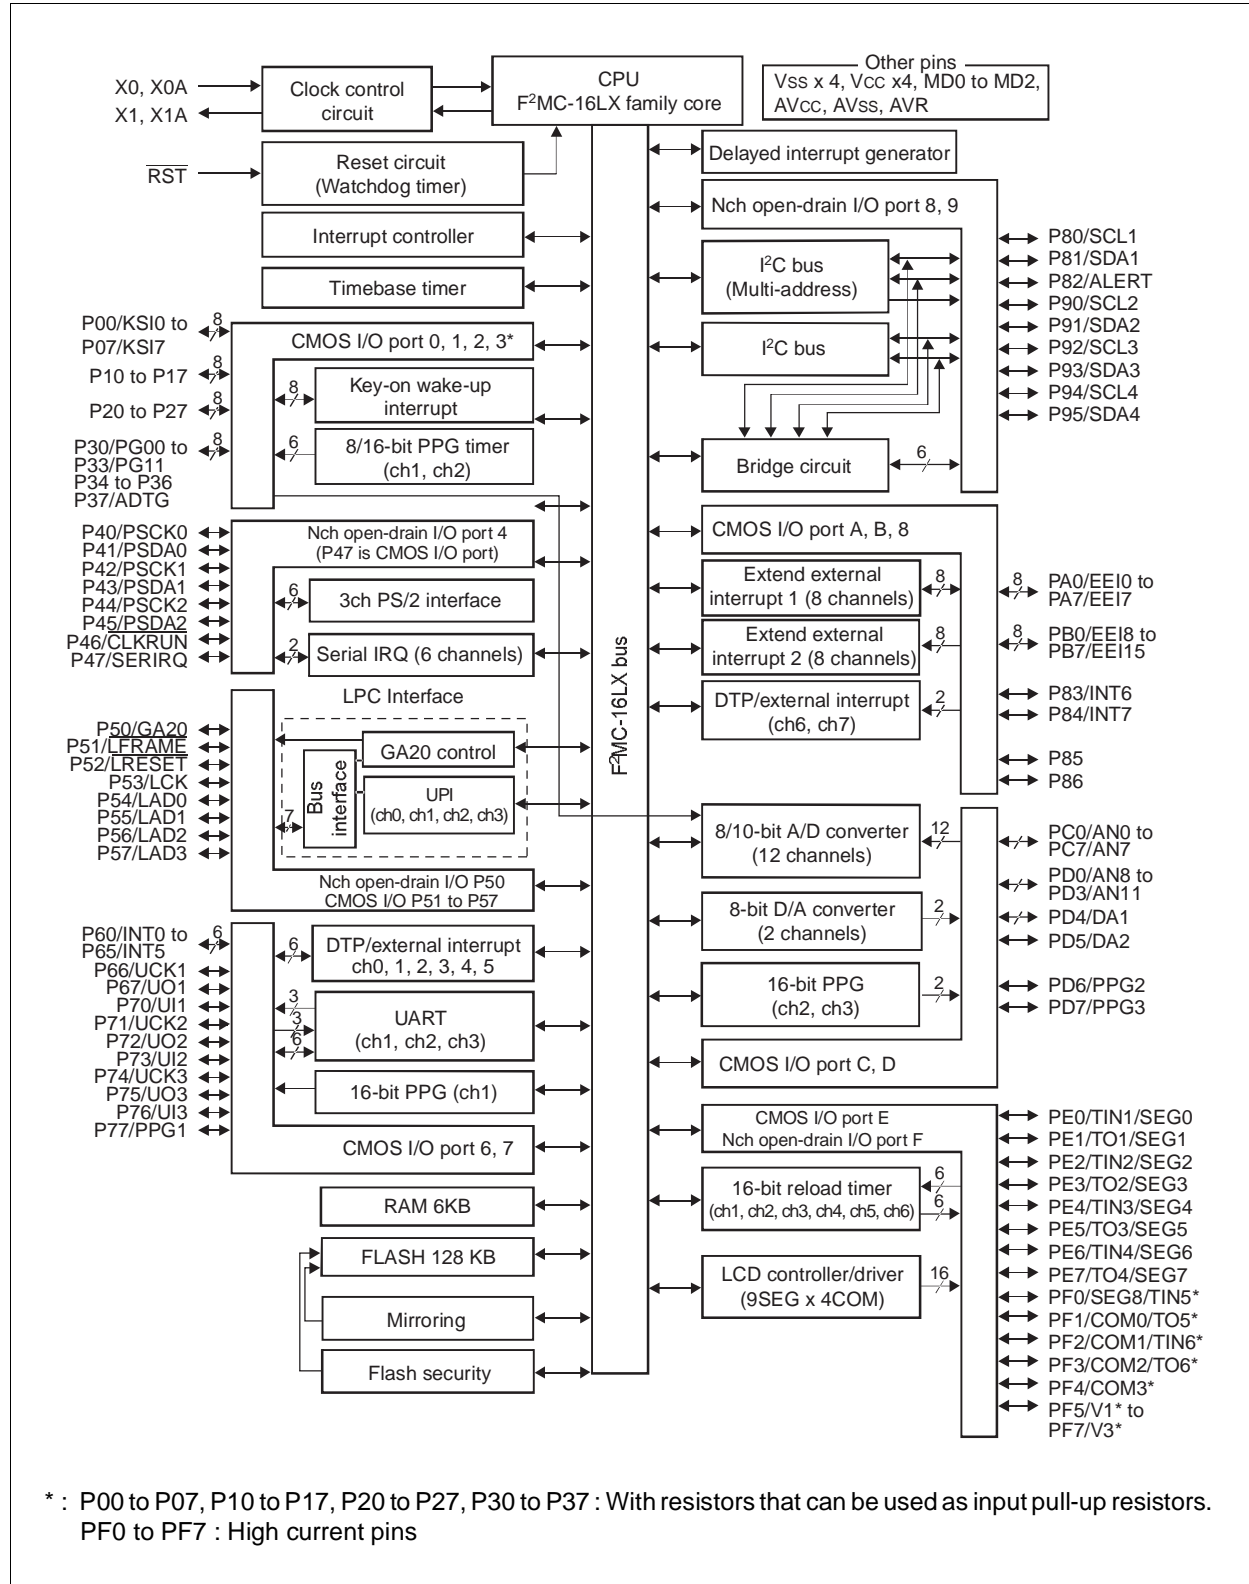 X0, X0A
X1, X1A
Clock control
circuit
CPU
F²MC-16LX family core
Other pins
Vss x 4, Vcc x4, MD0 to MD2,
AVcc, AVss, AVR
RST
Reset circuit
(Watchdog timer)
Interrupt controller
Timebase timer
P00/KSI0 to
P07/KSI7
8
P10 to P17
8
P20 to P27
8
P30/PG00 to
P33/PG11
P34 to P36
P37/ADTG
8
CMOS I/O port 0, 1, 2, 3*
8
Key-on wake-up
interrupt
6
8/16-bit PPG timer
(ch1, ch2)
P40/PSCK0
P41/PSDA0
P42/PSCK1
P43/PSDA1
P44/PSCK2
P45/PSDA2
P46/CLKRUN
P47/SERIRQ
Nch open-drain I/O port 4
(P47 is CMOS I/O port)
6
3ch PS/2 interface
2
Serial IRQ (6 channels)
LPC Interface
P50/GA20
P51/LFRAME
P52/LRESET
P53/LCK
P54/LAD0
P55/LAD1
P56/LAD2
P57/LAD3
GA20 control
Bus
interface
UPI
(ch0, ch1, ch2, ch3)
7
Nch open-drain I/O P50
CMOS I/O P51 to P57
P60/INT0 to
P65/INT5
6
P66/UCK1
P67/UO1
P70/UI1
P71/UCK2
P72/UO2
P73/UI2
P74/UCK3
P75/UO3
P76/UI3
P77/PPG1
6
DTP/external interrupt
ch0, 1, 2, 3, 4, 5
3
3
6
UART
(ch1, ch2, ch3)
16-bit PPG (ch1)
CMOS I/O port 6, 7
RAM 6KB
FLASH 128 KB
Mirroring
Flash security
F²MC-16LX bus
Delayed interrupt generator
Nch open-drain I/O port 8, 9
I²C bus
(Multi-address)
I²C bus
Bridge circuit
6
P80/SCL1
P81/SDA1
P82/ALERT
P90/SCL2
P91/SDA2
P92/SCL3
P93/SDA3
P94/SCL4
P95/SDA4
CMOS I/O port A, B, 8
Extend external
interrupt 1 (8 channels)
8
Extend external
interrupt 2 (8 channels)
8
DTP/external interrupt
(ch6, ch7)
2
8
PA0/EEI0 to
PA7/EEI7
8
PB0/EEI8 to
PB7/EEI15
P83/INT6
P84/INT7
P85
P86
8/10-bit A/D converter
(12 channels)
12
8-bit D/A converter
(2 channels)
2
16-bit PPG
(ch2, ch3)
2
CMOS I/O port C, D
PC0/AN0 to
PC7/AN7
PD0/AN8 to
PD3/AN11
PD4/DA1
PD5/DA2
PD6/PPG2
PD7/PPG3
CMOS I/O port E
Nch open-drain I/O port F
16-bit reload timer
(ch1, ch2, ch3, ch4, ch5, ch6)
6
6
LCD controller/driver
(9SEG x 4COM)
16
PE0/TIN1/SEG0
PE1/TO1/SEG1
PE2/TIN2/SEG2
PE3/TO2/SEG3
PE4/TIN3/SEG4
PE5/TO3/SEG5
PE6/TIN4/SEG6
PE7/TO4/SEG7
PF0/SEG8/TIN5*
PF1/COM0/TO5*
PF2/COM1/TIN6*
PF3/COM2/TO6*
PF4/COM3*
PF5/V1* to
PF7/V3*
* : P00 to P07, P10 to P17, P20 to P27, P30 to P37 : With resistors that can be used as input pull-up resistors.
PF0 to PF7 : High current pins